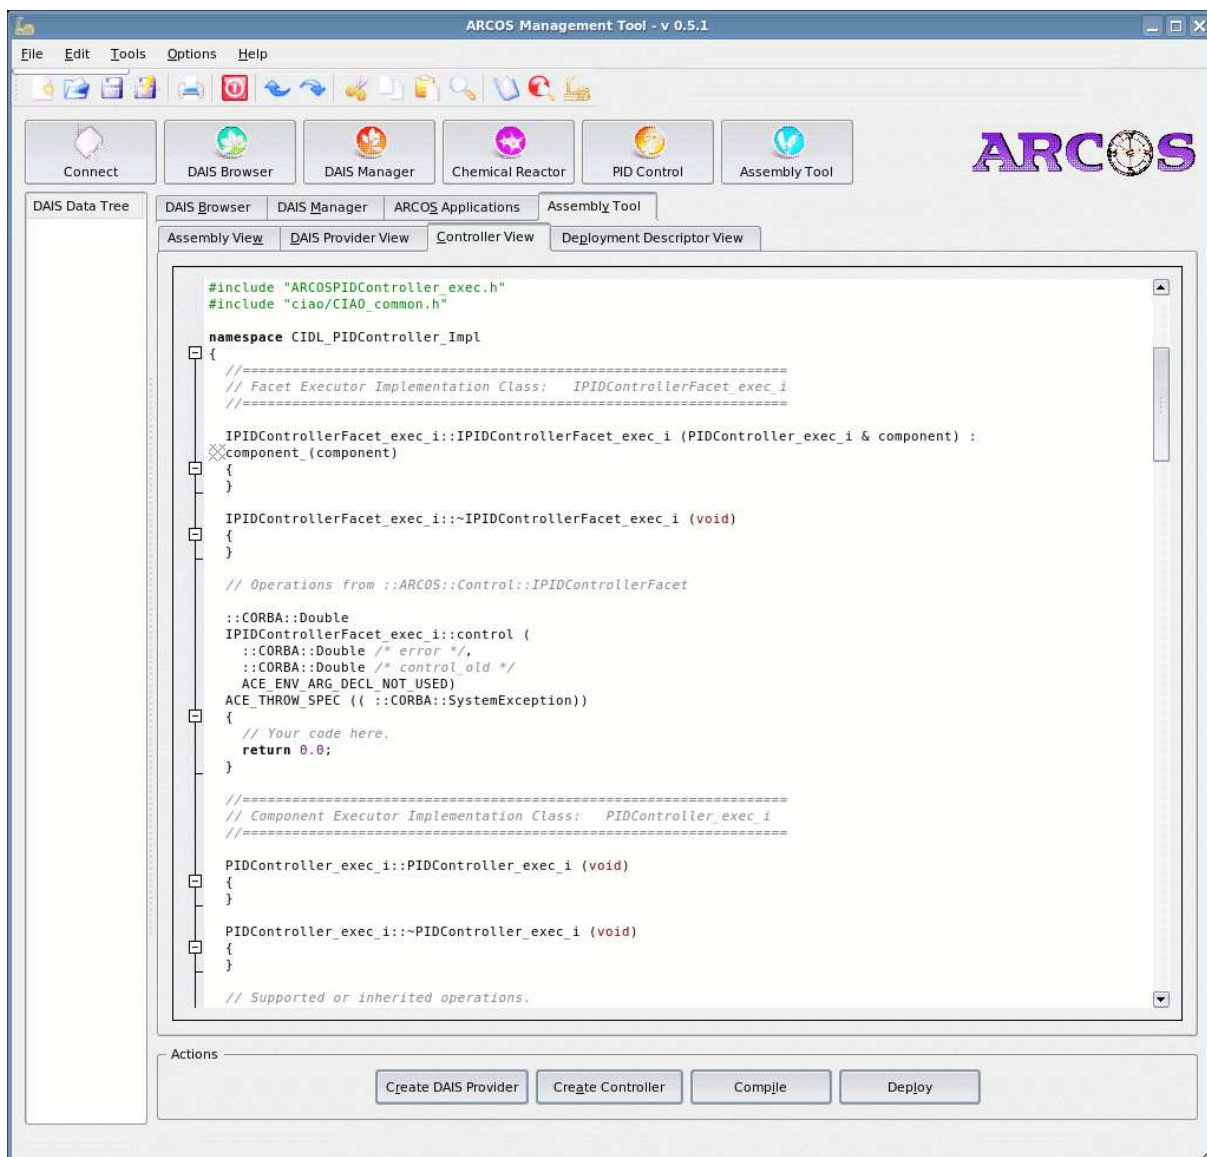 ARCOS Management Tool - v 0.5.1
File Edit Tools Options Help
Connect DAIS Browser DAIS Manager Chemical Reactor PID Control Assembly Tool ARCOS
DAIS Data Tree DAIS Browser DAIS Manager ARCOS Applications Assembly Tool
Assembly View DAIS Provider View Controller View Deployment Descriptor View
#include "ARCOSPIDController_exec.h"
#include "ciao/CIAO_common.h"
namespace CIDL_PIDController_Impl
{
//==================================================================
// Facet Executor Implementation Class:   IPIDControllerFacet_exec_i
//==================================================================
IPIDControllerFacet_exec_i::IPIDControllerFacet_exec_i (PIDController_exec_i & component) :
component_(component)
{
}
IPIDControllerFacet_exec_i::~IPIDControllerFacet_exec_i (void)
{
}
// Operations from ::ARCOS::Control::IPIDControllerFacet
::CORBA::Double
IPIDControllerFacet_exec_i::control (
::CORBA::Double /* error */,
::CORBA::Double /* control_old */
ACE_ENV_ARG_DECL_NOT_USED)
ACE_THROW_SPEC (( ::CORBA::SystemException))
{
// Your code here.
return 0.0;
}
//==================================================================
// Component Executor Implementation Class:   PIDController_exec_i
//==================================================================
PIDController_exec_i::PIDController_exec_i (void)
{
}
PIDController_exec_i::~PIDController_exec_i (void)
{
}
// Supported or inherited operations.
Actions
Create DAIS Provider Create Controller Compile Deploy